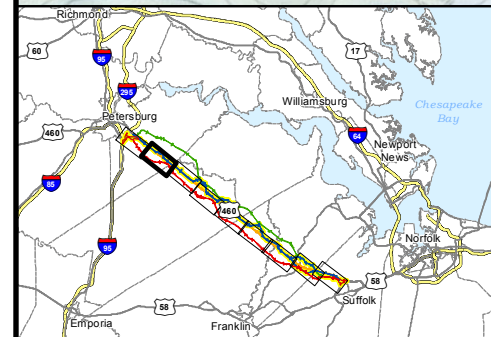 Richmond
60
95
17
295
Williamsburg
Chesapeake
Bay
Petersburg
460
64
Newport
News
85
460
95
Norfolk
58
Suffolk
58
Emporia
Franklin